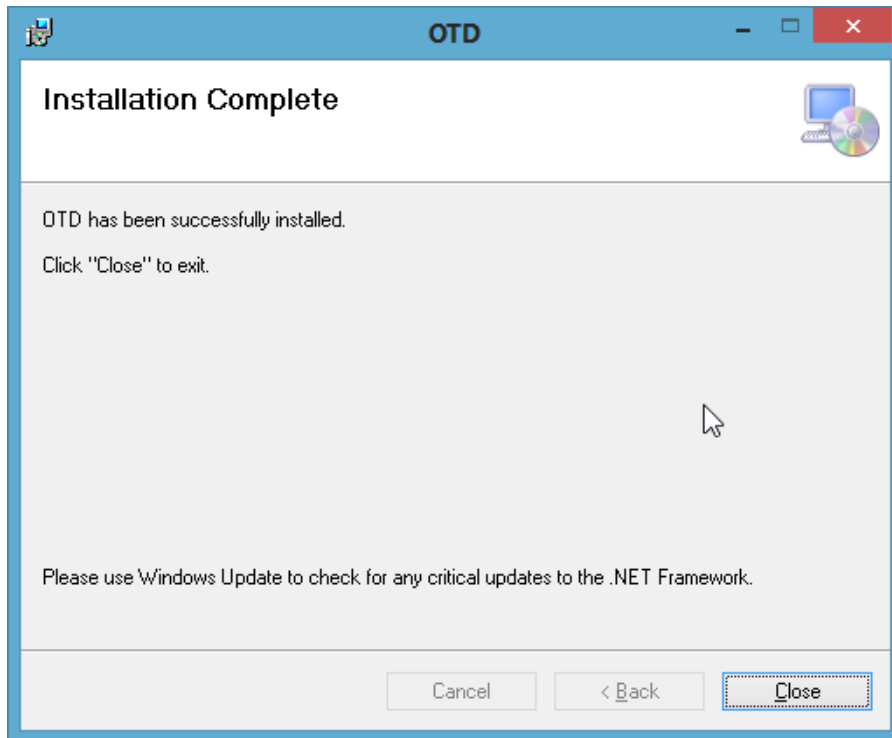 OTD
Installation Complete
OTD has been successfully installed.
Click "Close" to exit.
Please use Windows Update to check for any critical updates to the .NET Framework.
Cancel
< Back
Close